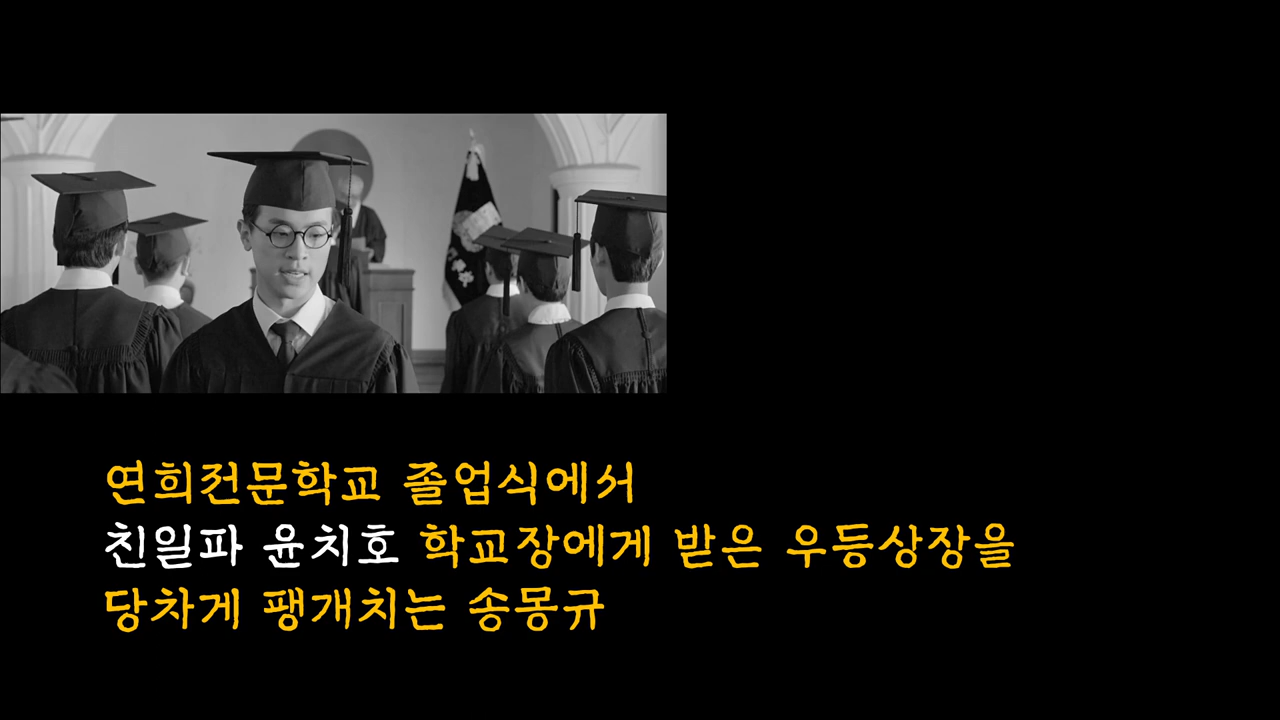 연희전문학교 졸업식에서
친일파 윤치호 학교장에게 받은 우등상장을
당차게 팽개치는 송몽규